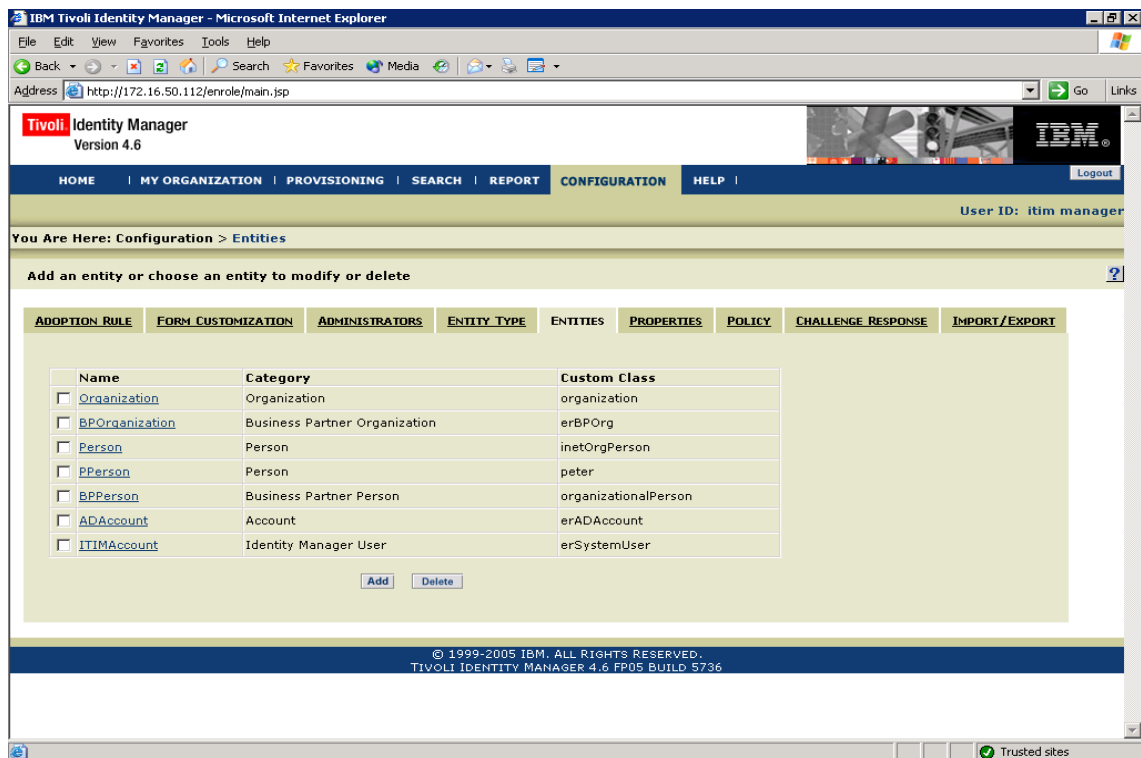 IBM Tivoli Identity Manager - Microsoft Internet Explorer
File Edit View Favorites Tools Help
Back Search Favorites Media
Address http://172.16.50.112/enrole/main.jsp Go Links
Tivoli. Identity Manager
Version 4.6
IBM®
HOME | MY ORGANIZATION | PROVISIONING | SEARCH | REPORT CONFIGURATION HELP | Logout
User ID: itim manager
You Are Here: Configuration > Entities
Add an entity or choose an entity to modify or delete ?
ADOPTION RULE FORM CUSTOMIZATION ADMINISTRATORS ENTITY TYPE ENTITIES PROPERTIES POLICY CHALLENGE RESPONSE IMPORT/EXPORT
Name Category Custom Class
Organization Organization organization
BPOrganization Business Partner Organization erBPOrg
Person Person inetOrgPerson
PPerson Person peter
BPPerson Business Partner Person organizationalPerson
ADAccount Account erADAccount
ITIMAccount Identity Manager User erSystemUser
Add Delete
© 1999-2005 IBM. ALL RIGHTS RESERVED.
TIVOLI IDENTITY MANAGER 4.6 FP05 BUILD 5736
Trusted sites